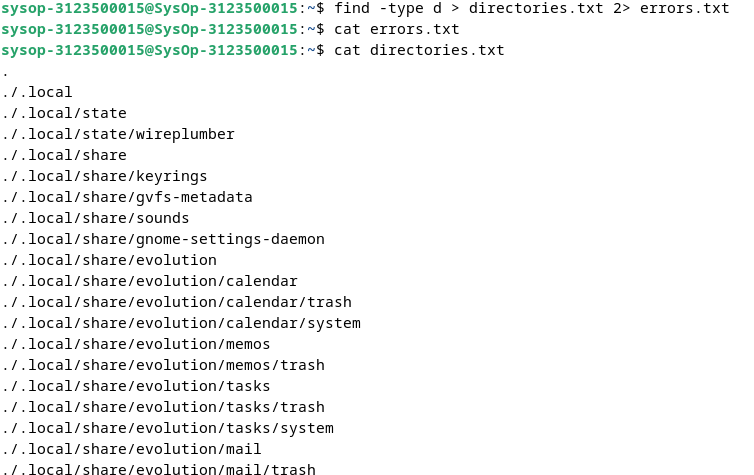 sysop-3123500015@SysOp-3123500015:~$ find -type d > directories.txt 2> errors.txt
sysop-3123500015@SysOp-3123500015:~$ cat errors.txt
sysop-3123500015@SysOp-3123500015:~$ cat directories.txt
.
./.local
./.local/state
./.local/state/wireplumber
./.local/share
./.local/share/keyrings
./.local/share/gvfs-metadata
./.local/share/sounds
./.local/share/gnome-settings-daemon
./.local/share/evolution
./.local/share/evolution/calendar
./.local/share/evolution/calendar/trash
./.local/share/evolution/calendar/system
./.local/share/evolution/memos
./.local/share/evolution/memos/trash
./.local/share/evolution/tasks
./.local/share/evolution/tasks/trash
./.local/share/evolution/tasks/system
./.local/share/evolution/mail
./.local/share/evolution/mail/trash